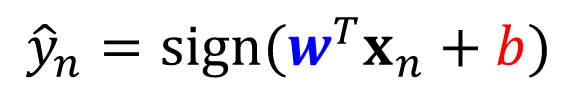 ŷₙ = sign(𝒘ᵀ𝐱ₙ + b)